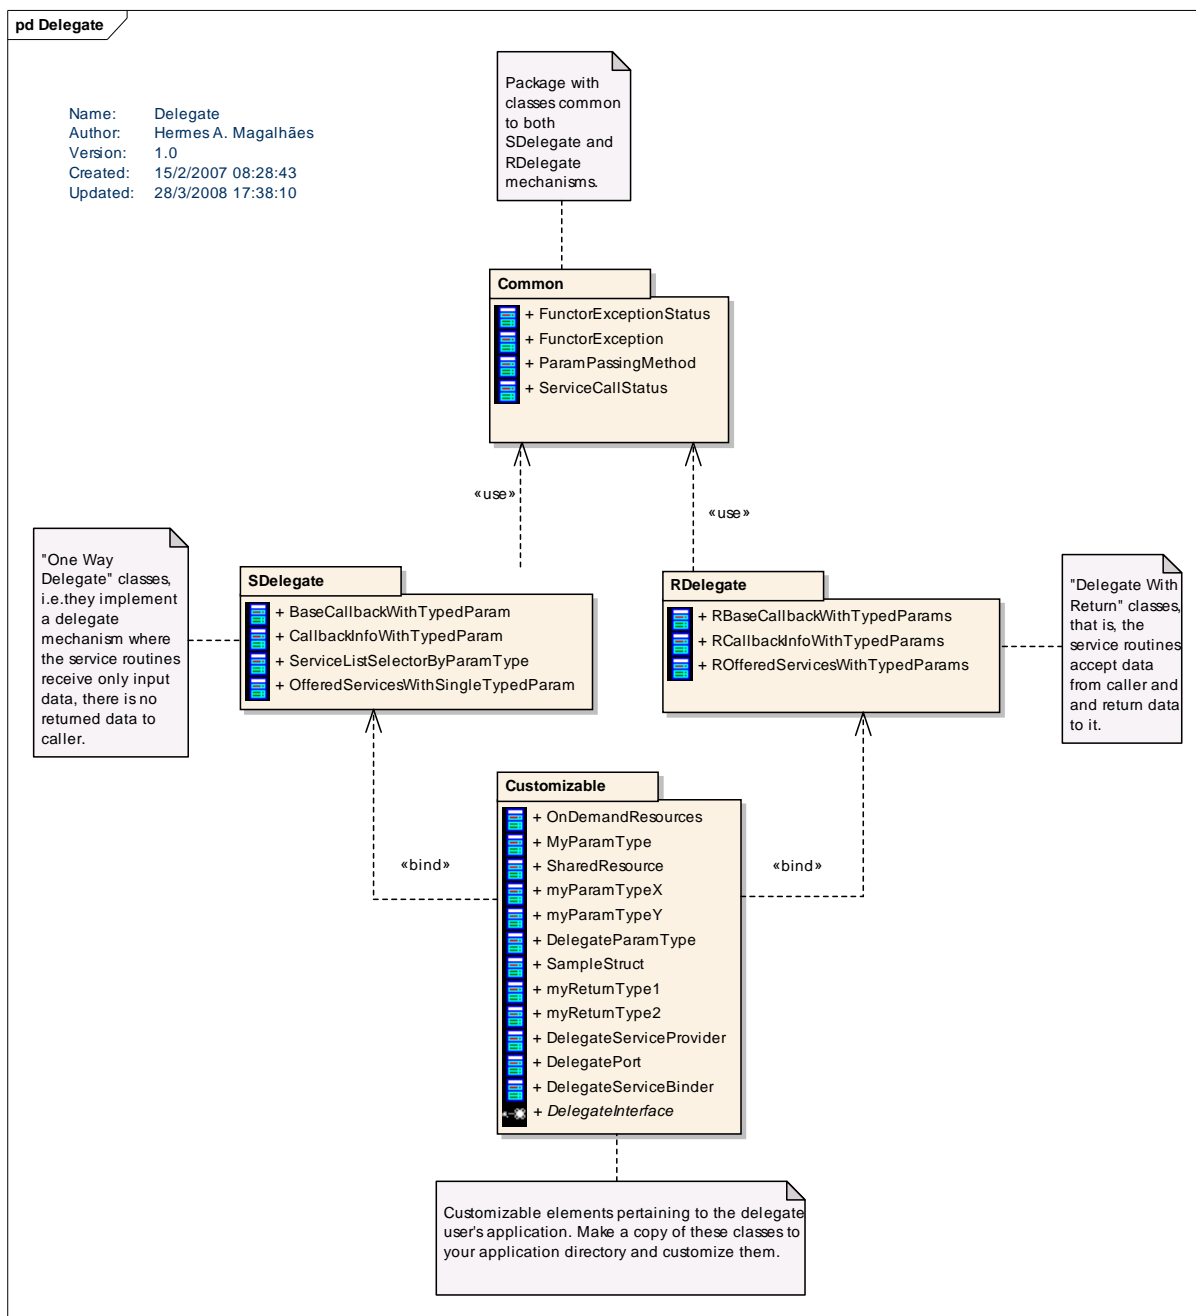 pd Delegate
Name: Delegate
Author: Hermes A. Magalhães
Version: 1.0
Created: 15/2/2007 08:28:43
Updated: 28/3/2008 17:38:10
Package with
classes common
to both
SDelegate and
RDelegate
mechanisms.
Common
+ FunctorExceptionStatus
+ FunctorException
+ ParamPassingMethod
+ ServiceCallStatus
«use»
«use»
"One Way
Delegate" classes,
i.e.they implement
a delegate
mechanism where
the service routines
receive only input
data, there is no
returned data to
caller.
SDelegate
+ BaseCallbackWithTypedParam
+ CallbackInfoWithTypedParam
+ ServiceListSelectorByParamType
+ OfferedServicesWithSingleTypedParam
RDelegate
+ RBaseCallbackWithTypedParams
+ RCallbackInfoWithTypedParams
+ ROfferedServicesWithTypedParams
"Delegate With
Return" classes,
that is, the
service routines
accept data
from caller and
and return data
to it.
«bind»
«bind»
Customizable
+ OnDemandResources
+ MyParamType
+ SharedResource
+ myParamTypeX
+ myParamTypeY
+ DelegateParamType
+ SampleStruct
+ myReturnType1
+ myReturnType2
+ DelegateServiceProvider
+ DelegatePort
+ DelegateServiceBinder
+ DelegateInterface
Customizable elements pertaining to the delegate
user's application. Make a copy of these classes to
your application directory and customize them.